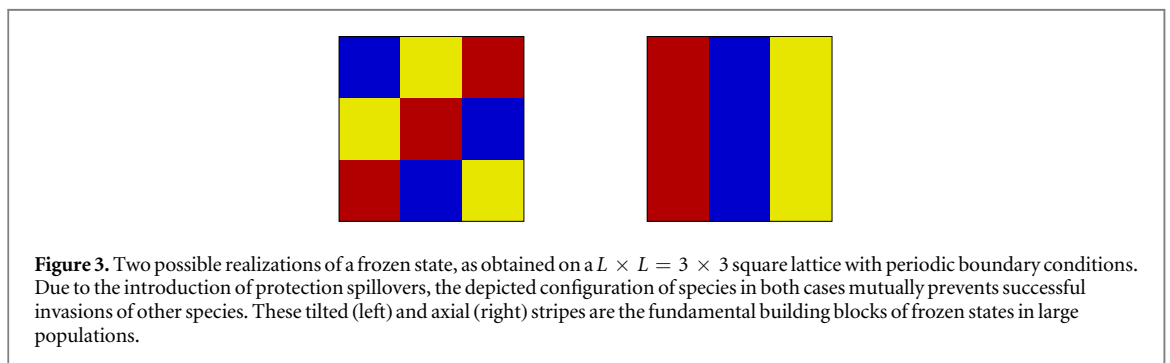 Figure 3. Two possible realizations of a frozen state, as obtained on a L × L = 3 × 3 square lattice with periodic boundary conditions.
Due to the introduction of protection spillovers, the depicted configuration of species in both cases mutually prevents successful
invasions of other species. These tilted (left) and axial (right) stripes are the fundamental building blocks of frozen states in large
populations.